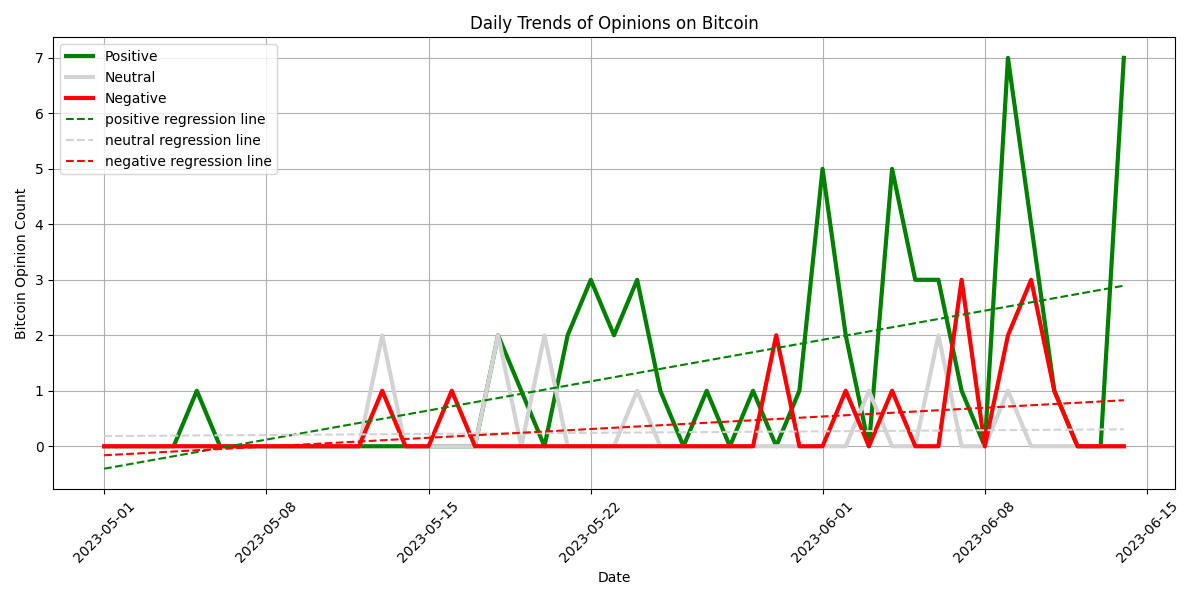 Daily Trends of Opinions on Bitcoin
Positive
Neutral
Negative
positive regression line
neutral regression line
negative regression line
Bitcoin Opinion Count
7
6
5
4
3
2
1
0
2023-05-01
2023-05-08
2023-05-15
2023-05-22
2023-06-01
2023-06-08
2023-06-15
Date